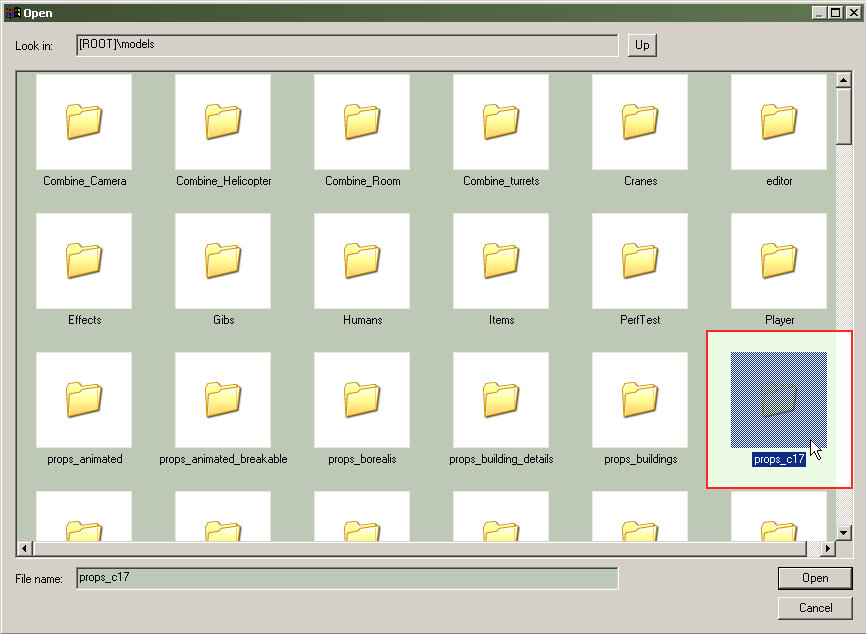 Open
Look in: [ROOT]\models Up
Combine_Camera Combine_Helicopter Combine_Room Combine_turrets Cranes editor
Effects Gibs Humans Items PerfTest Player
props_animated props_animated_breakable props_borealis props_building_details props_buildings props_c17
File name: props_c17 Open
Cancel